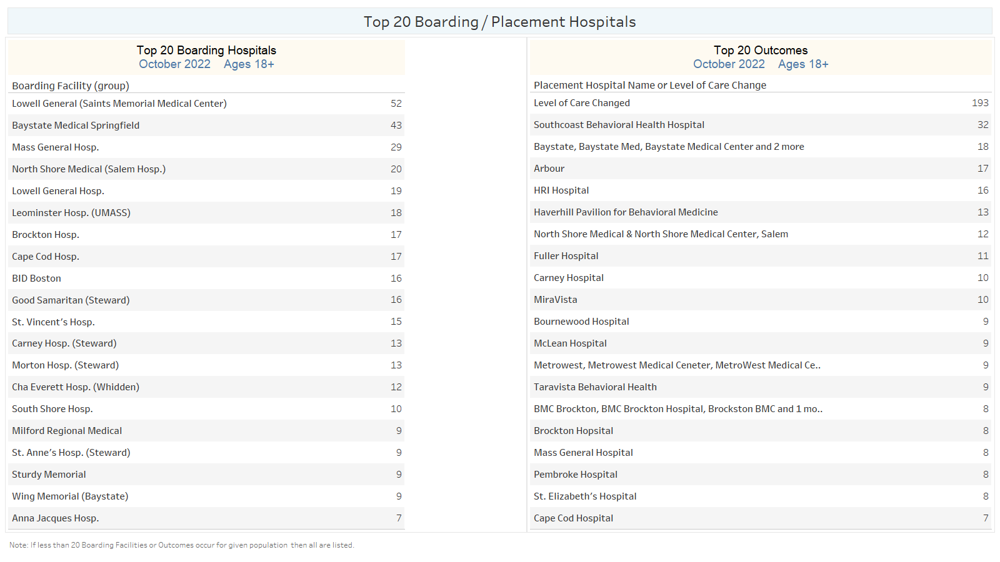 Top 20 Boarding / Placement Hospitals
Top 20 Boarding Hospitals
October 2022 Ages 18+
Boarding Facility (group)
Lowell General (Saints Memorial Medical Center) 52
Baystate Medical Springfield 43
Mass General Hosp. 29
North Shore Medical (Salem Hosp.) 20
Lowell General Hosp. 19
Leominster Hosp. (UMASS) 18
Brockton Hosp. 17
Cape Cod Hosp. 17
BID Boston 16
Good Samaritan (Steward) 16
St. Vincent's Hosp. 15
Carney Hosp. (Steward) 13
Morton Hosp. (Steward) 13
Cha Everett Hosp. (Whidden) 12
South Shore Hosp. 10
Milford Regional Medical 9
St. Anne's Hosp. (Steward) 9
Sturdy Memorial 9
Wing Memorial (Baystate) 9
Anna Jacques Hosp. 7
Top 20 Outcomes
October 2022 Ages 18+
Placement Hospital Name or Level of Care Change
Level of Care Changed 193
Southcoast Behavioral Health Hospital 32
Baystate, Baystate Med, Baystate Medical Center and 2 more 18
Arbour 17
HRI Hospital 16
Haverhill Pavilion for Behavioral Medicine 13
North Shore Medical & North Shore Medical Center, Salem 12
Fuller Hospital 11
Carney Hospital 10
MiraVista 10
Bournewood Hospital 9
McLean Hospital 9
Metrowest, Metrowest Medical Ceneter, MetroWest Medical Ce.. 9
Taravista Behavioral Health 9
BMC Brockton, BMC Brockton Hospital, Brockston BMC and 1 mo.. 8
Brockton Hopsital 8
Mass General Hospital 8
Pembroke Hospital 8
St. Elizabeth's Hospital 8
Cape Cod Hospital 7
Note: If less than 20 Boarding Facilities or Outcomes occur for given population then all are listed.